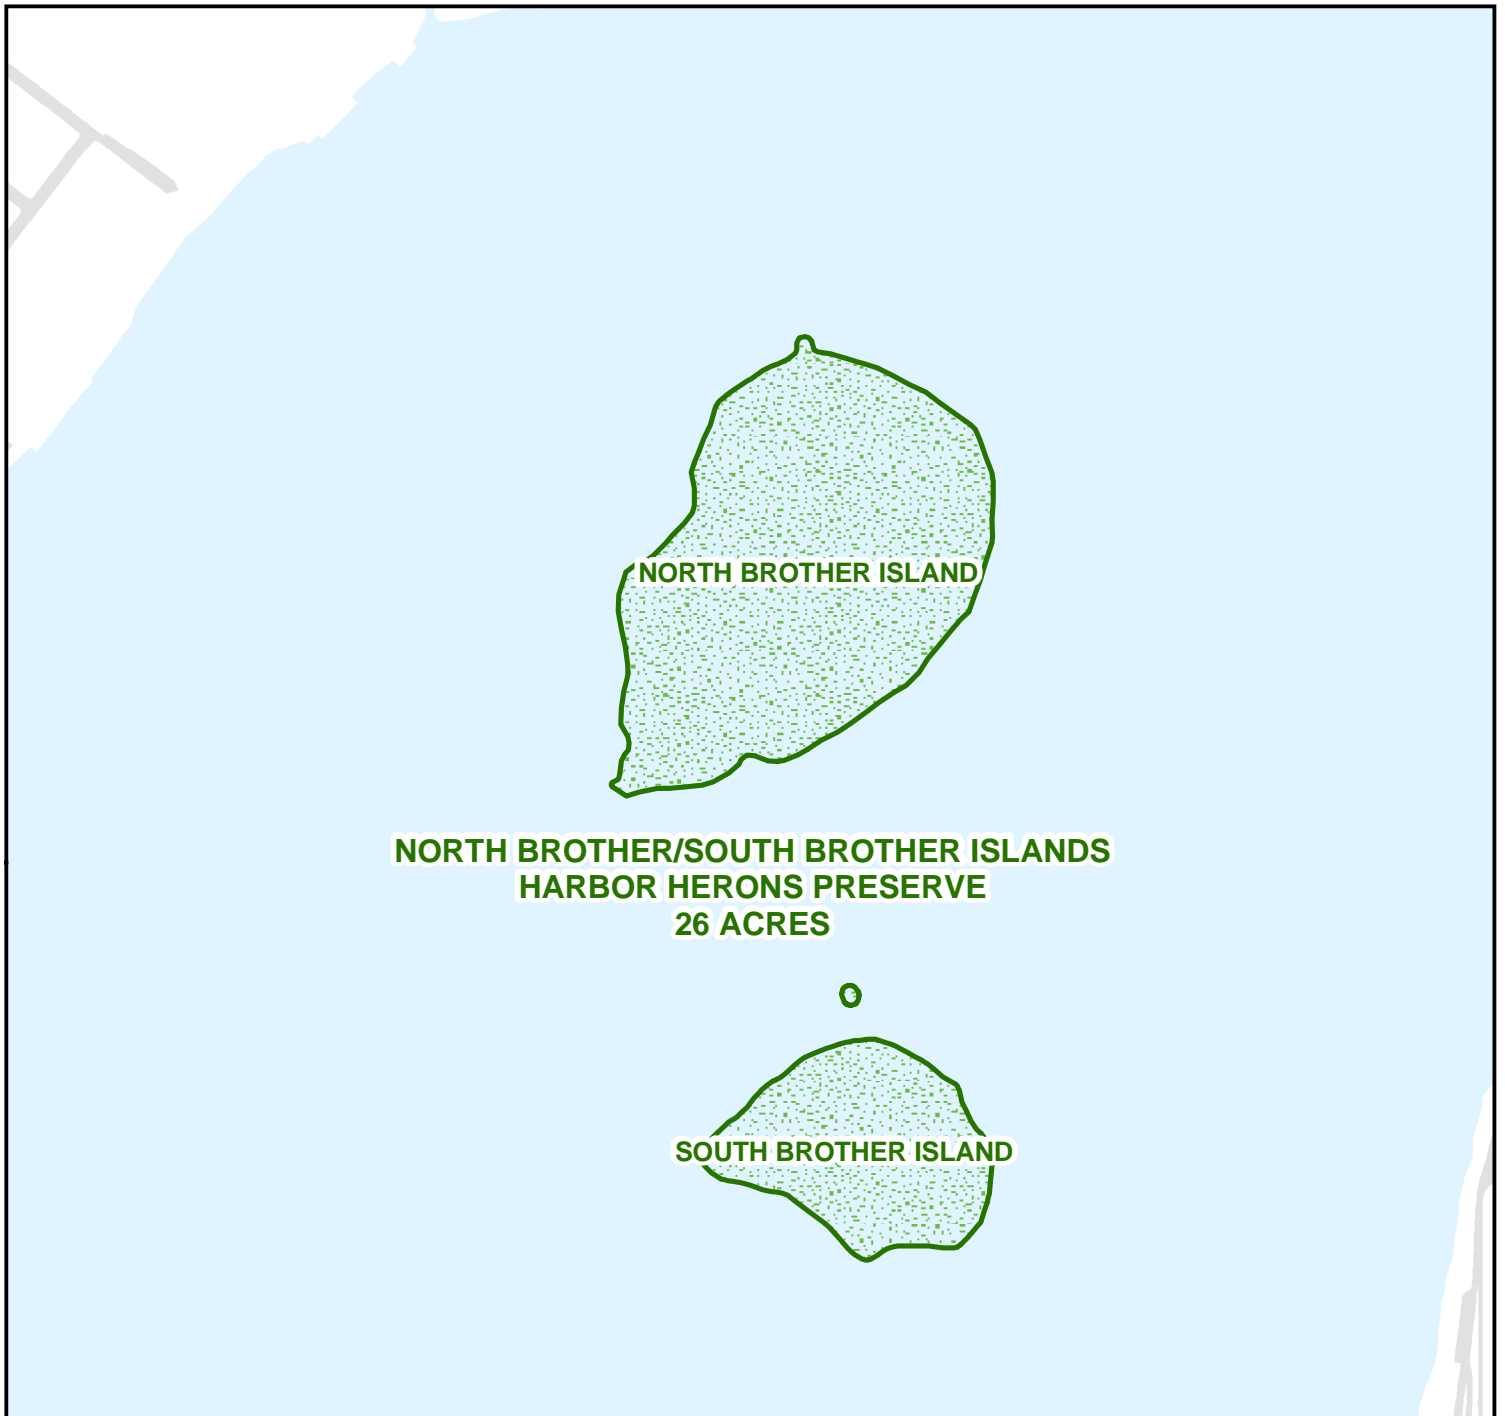 NORTH BROTHER ISLAND
NORTH BROTHER/SOUTH BROTHER ISLANDS
HARBOR HERONS PRESERVE
26 ACRES
SOUTH BROTHER ISLAND